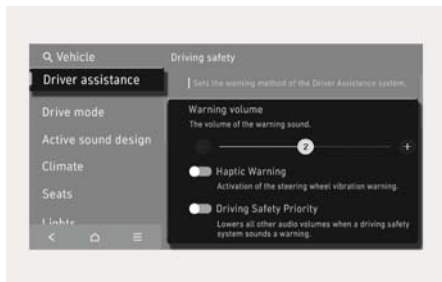 Vehicle
Driver assistance
Drive mode
Active sound design
Climate
Seats
Lights
Driving safety
Sets the warning method of the Driver Assistance system.
Warning volume
The volume of the warning sound.
2
Haptic Warning
Activation of the steering wheel vibration warning.
Driving Safety Priority
Lowers all other audio volumes when a driving safety
system sounds a warning.